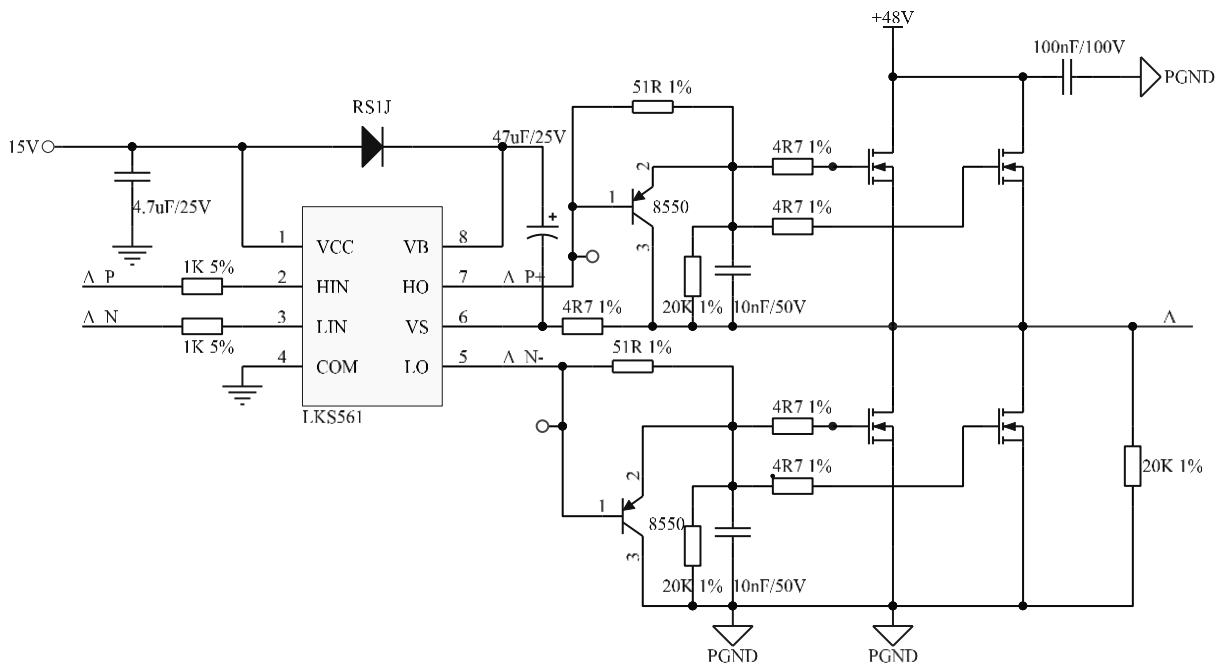 +48V
100nF/100V
PGND
51R 1%
RS1J
47uF/25V
15V
4R7 1%
2
1
8550
4.7uF/25V
+
4R7 1%
3
1
VCC
VB
8
1K 5%
Λ P
2
HIN
HO
7
Λ P+
20K 1%
10nF/50V
4R7 1%
Λ N
3
LIN
VS
6
Λ
1K 5%
51R 1%
4
COM
LO
5
Λ N-
LKS561
4R7 1%
4R7 1%
2
20K 1%
1
8550
3
20K 1%
10nF/50V
PGND
PGND